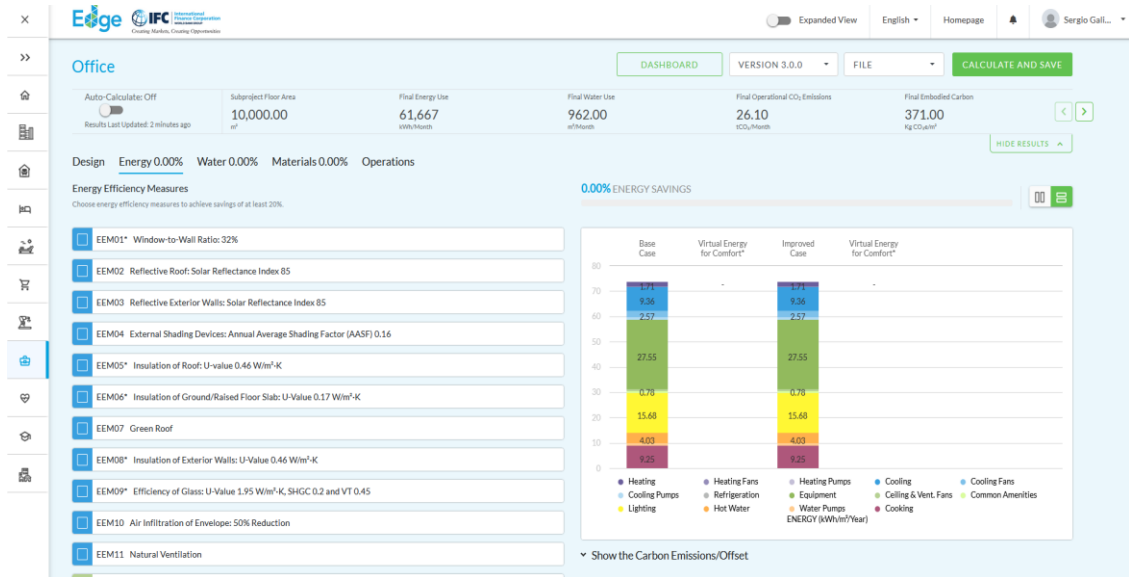 Edge IFC International Finance Corporation WORLD BANK GROUP
Creating Markets, Creating Opportunities
Expanded View English Homepage Sergio Gali...
Office DASHBOARD VERSION 3.0.0 FILE CALCULATE AND SAVE
Auto-Calculate: Off
Results Last Updated: 2 minutes ago
Subproject Floor Area
10,000.00
m²
Final Energy Use
61,667
kWh/Month
Final Water Use
962.00
m³/Month
Final Operational CO₂ Emissions
26.10
tCO₂/Month
Final Embodied Carbon
371.00
Kg CO₂e/m²
HIDE RESULTS
Design Energy 0.00% Water 0.00% Materials 0.00% Operations
Energy Efficiency Measures
Choose energy efficiency measures to achieve savings of at least 20%.
0.00% ENERGY SAVINGS
EEM01* Window-to-Wall Ratio: 32%
EEM02 Reflective Roof: Solar Reflectance Index 85
EEM03 Reflective Exterior Walls: Solar Reflectance Index 85
EEM04 External Shading Devices: Annual Average Shading Factor (AASF) 0.16
EEM05* Insulation of Roof: U-value 0.46 W/m²-K
EEM06* Insulation of Ground/Raised Floor Slab: U-Value 0.17 W/m²-K
EEM07 Green Roof
EEM08* Insulation of Exterior Walls: U-Value 0.46 W/m²-K
EEM09* Efficiency of Glass: U-Value 1.95 W/m²-K, SHGC 0.2 and VT 0.45
EEM10 Air Infiltration of Envelope: 50% Reduction
EEM11 Natural Ventilation
Base Case Virtual Energy for Comfort* Improved Case Virtual Energy for Comfort*
80
70 1.71 - 1.71 -
9.36 9.36
60 2.57 2.57
50
27.55 27.55
40
30 0.78 0.78
20 15.68 15.68
10 4.03 4.03
9.25 9.25
0
Heating Heating Fans Heating Pumps Cooling Cooling Fans
Cooling Pumps Refrigeration Equipment Ceiling & Vent. Fans Common Amenities
Lighting Hot Water Water Pumps Cooking
ENERGY (kWh/m²/Year)
Show the Carbon Emissions/Offset